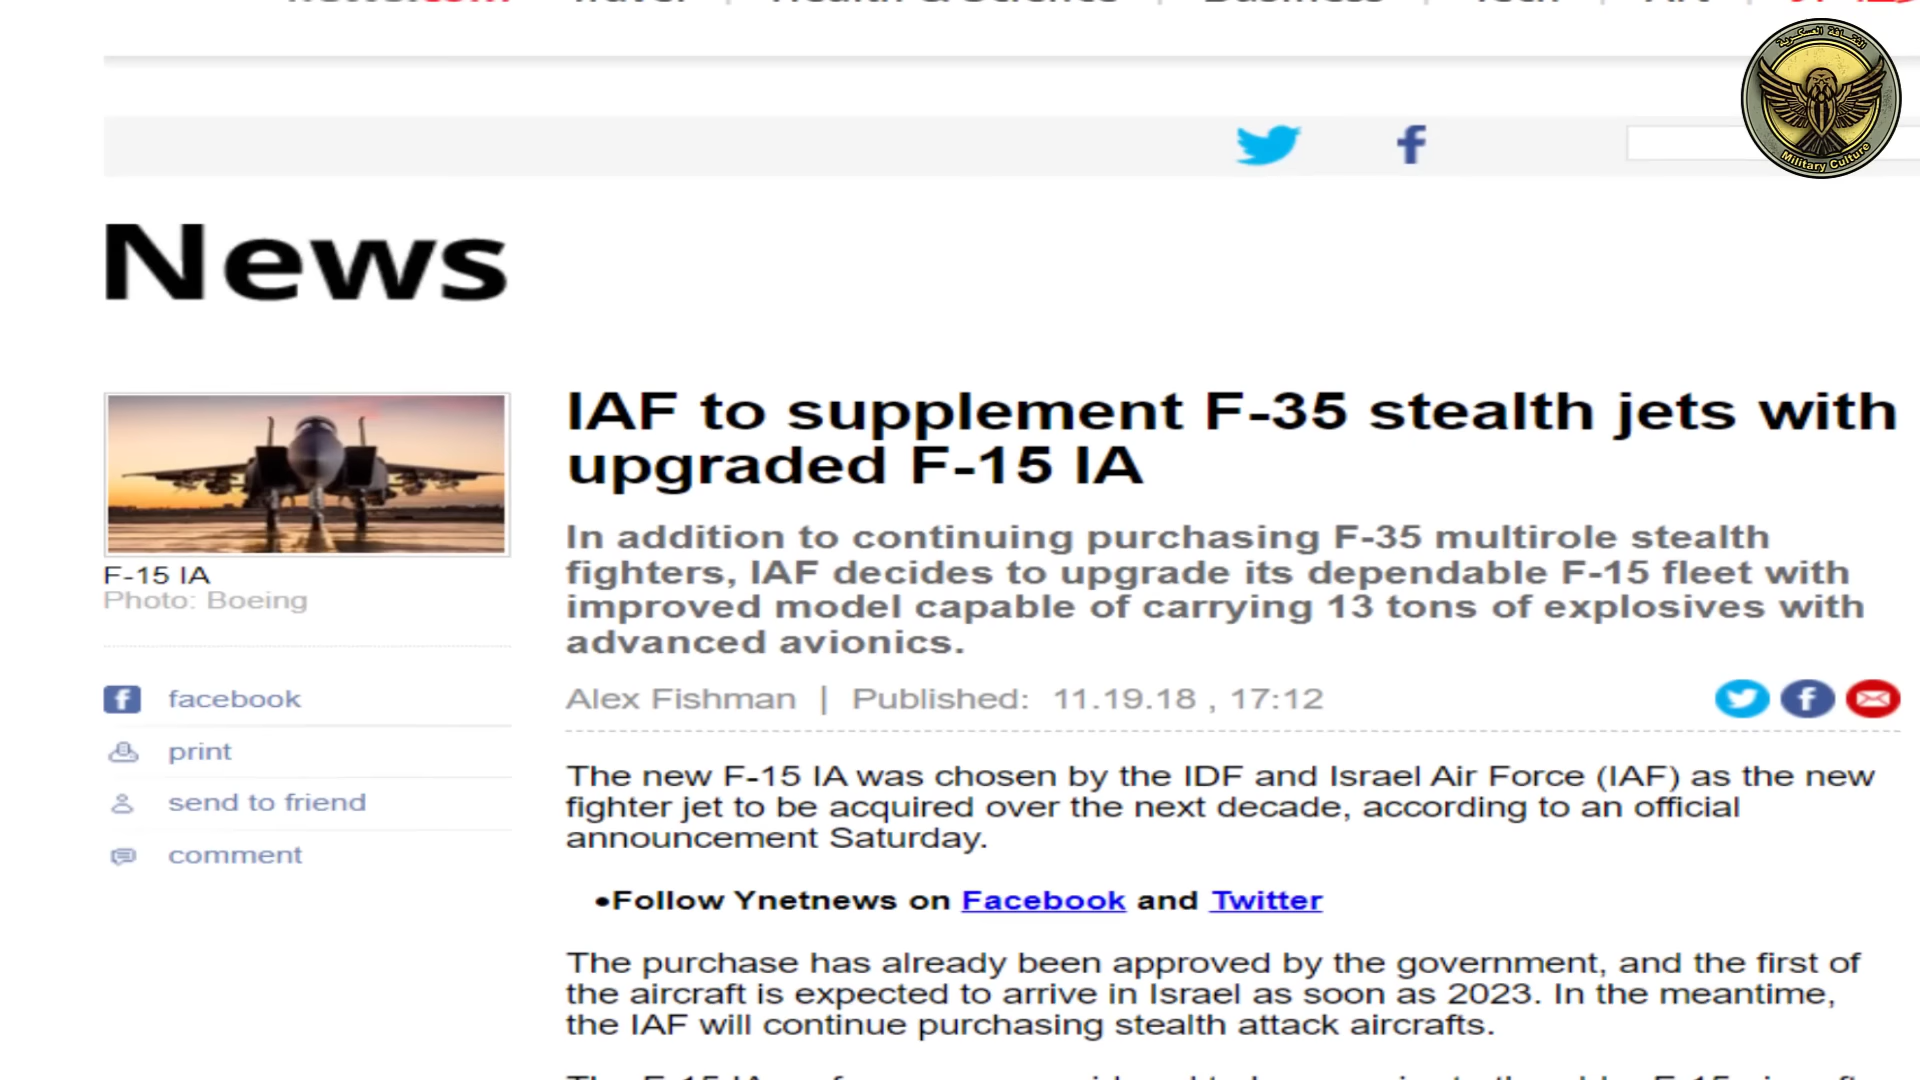 Travel | Health & Science | Business | Tech | Art |
الثقافة العسكرية
Military Culture
News
IAF to supplement F-35 stealth jets with
upgraded F-15 IA
In addition to continuing purchasing F-35 multirole stealth
fighters, IAF decides to upgrade its dependable F-15 fleet with
improved model capable of carrying 13 tons of explosives with
advanced avionics.
Alex Fishman | Published: 11.19.18 , 17:12
F-15 IA
Photo: Boeing
facebook
print
send to friend
comment
The new F-15 IA was chosen by the IDF and Israel Air Force (IAF) as the new
fighter jet to be acquired over the next decade, according to an official
announcement Saturday.
•Follow Ynetnews on Facebook and Twitter
The purchase has already been approved by the government, and the first of
the aircraft is expected to arrive in Israel as soon as 2023. In the meantime,
the IAF will continue purchasing stealth attack aircrafts.